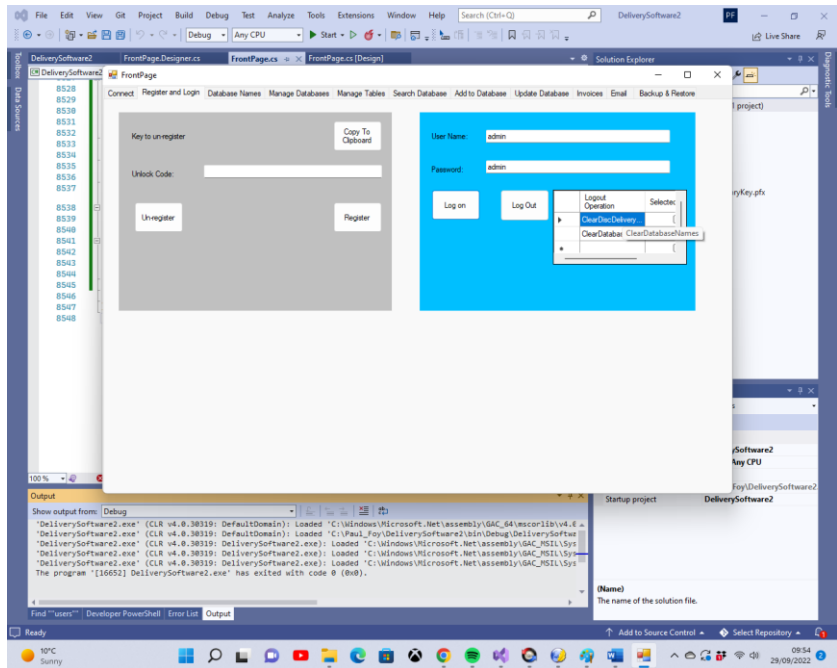 File Edit View Git Project Build Debug Test Analyze Tools Extensions Window Help Search (Ctrl+Q) DeliverySoftware2 PF
Debug Any CPU Start Live Share
DeliverySoftware2 FrontPage.Designer.cs FrontPage.cs FrontPage.cs [Design] Solution Explorer
Toolbox
Data Sources
Diagnostic Tools
DeliverySoftware2
FrontPage
Connect Register and Login Database Names Manage Databases Manage Tables Search Database Add to Database Update Database Invoices Email Backup & Restore
8528
8529
8530
8531
8532
8533
8534
8535
8536
8537
8538
8539
8540
8541
8542
8543
8544
8545
8546
8547
8548
Key to un-register
Copy To
Clipboard
Unlock Code:
Un-register Register
User Name: admin
Password: admin
Log on Log Out
Logout
Operation
ClearDiscDelivery...
ClearDatabaseNames
project)
ryKey.pfx
ySoftware2
Any CPU
Foy\DeliverySoftware2
Startup project DeliverySoftware2
(Name)
The name of the solution file.
100 %
Output
Show output from: Debug
'DeliverySoftware2.exe' (CLR v4.0.30319: DefaultDomain): Loaded 'C:\Windows\Microsoft.Net\assembly\GAC_64\mscorlib\v4.
'DeliverySoftware2.exe' (CLR v4.0.30319: DefaultDomain): Loaded 'C:\Paul_Foy\DeliverySoftware2\bin\Debug\DeliverySoftwa
'DeliverySoftware2.exe' (CLR v4.0.30319: DeliverySoftware2.exe): Loaded 'C:\Windows\Microsoft.Net\assembly\GAC_MSIL\Sys
'DeliverySoftware2.exe' (CLR v4.0.30319: DeliverySoftware2.exe): Loaded 'C:\Windows\Microsoft.Net\assembly\GAC_MSIL\Sys
'DeliverySoftware2.exe' (CLR v4.0.30319: DeliverySoftware2.exe): Loaded 'C:\Windows\Microsoft.Net\assembly\GAC_MSIL\Sys
The program '[16652] DeliverySoftware2.exe' has exited with code 0 (0x0).
Find ""users"" Developer PowerShell Error List Output
Ready Add to Source Control Select Repository
10°C
Sunny
09:54
29/09/2022